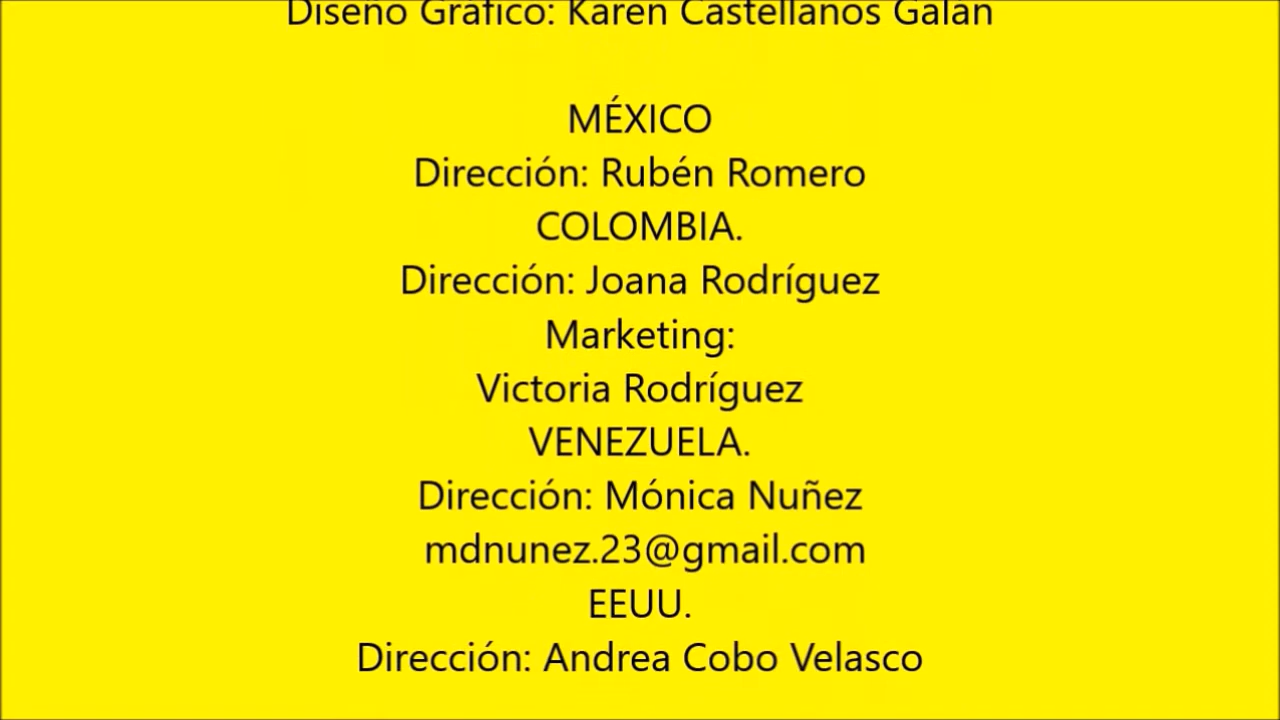 Diseño Gráfico: Karen Castellanos Galán
MÉXICO
Dirección: Rubén Romero
COLOMBIA.
Dirección: Joana Rodríguez
Marketing:
Victoria Rodríguez
VENEZUELA.
Dirección: Mónica Nuñez
mdnunez.23@gmail.com
EEUU.
Dirección: Andrea Cobo Velasco